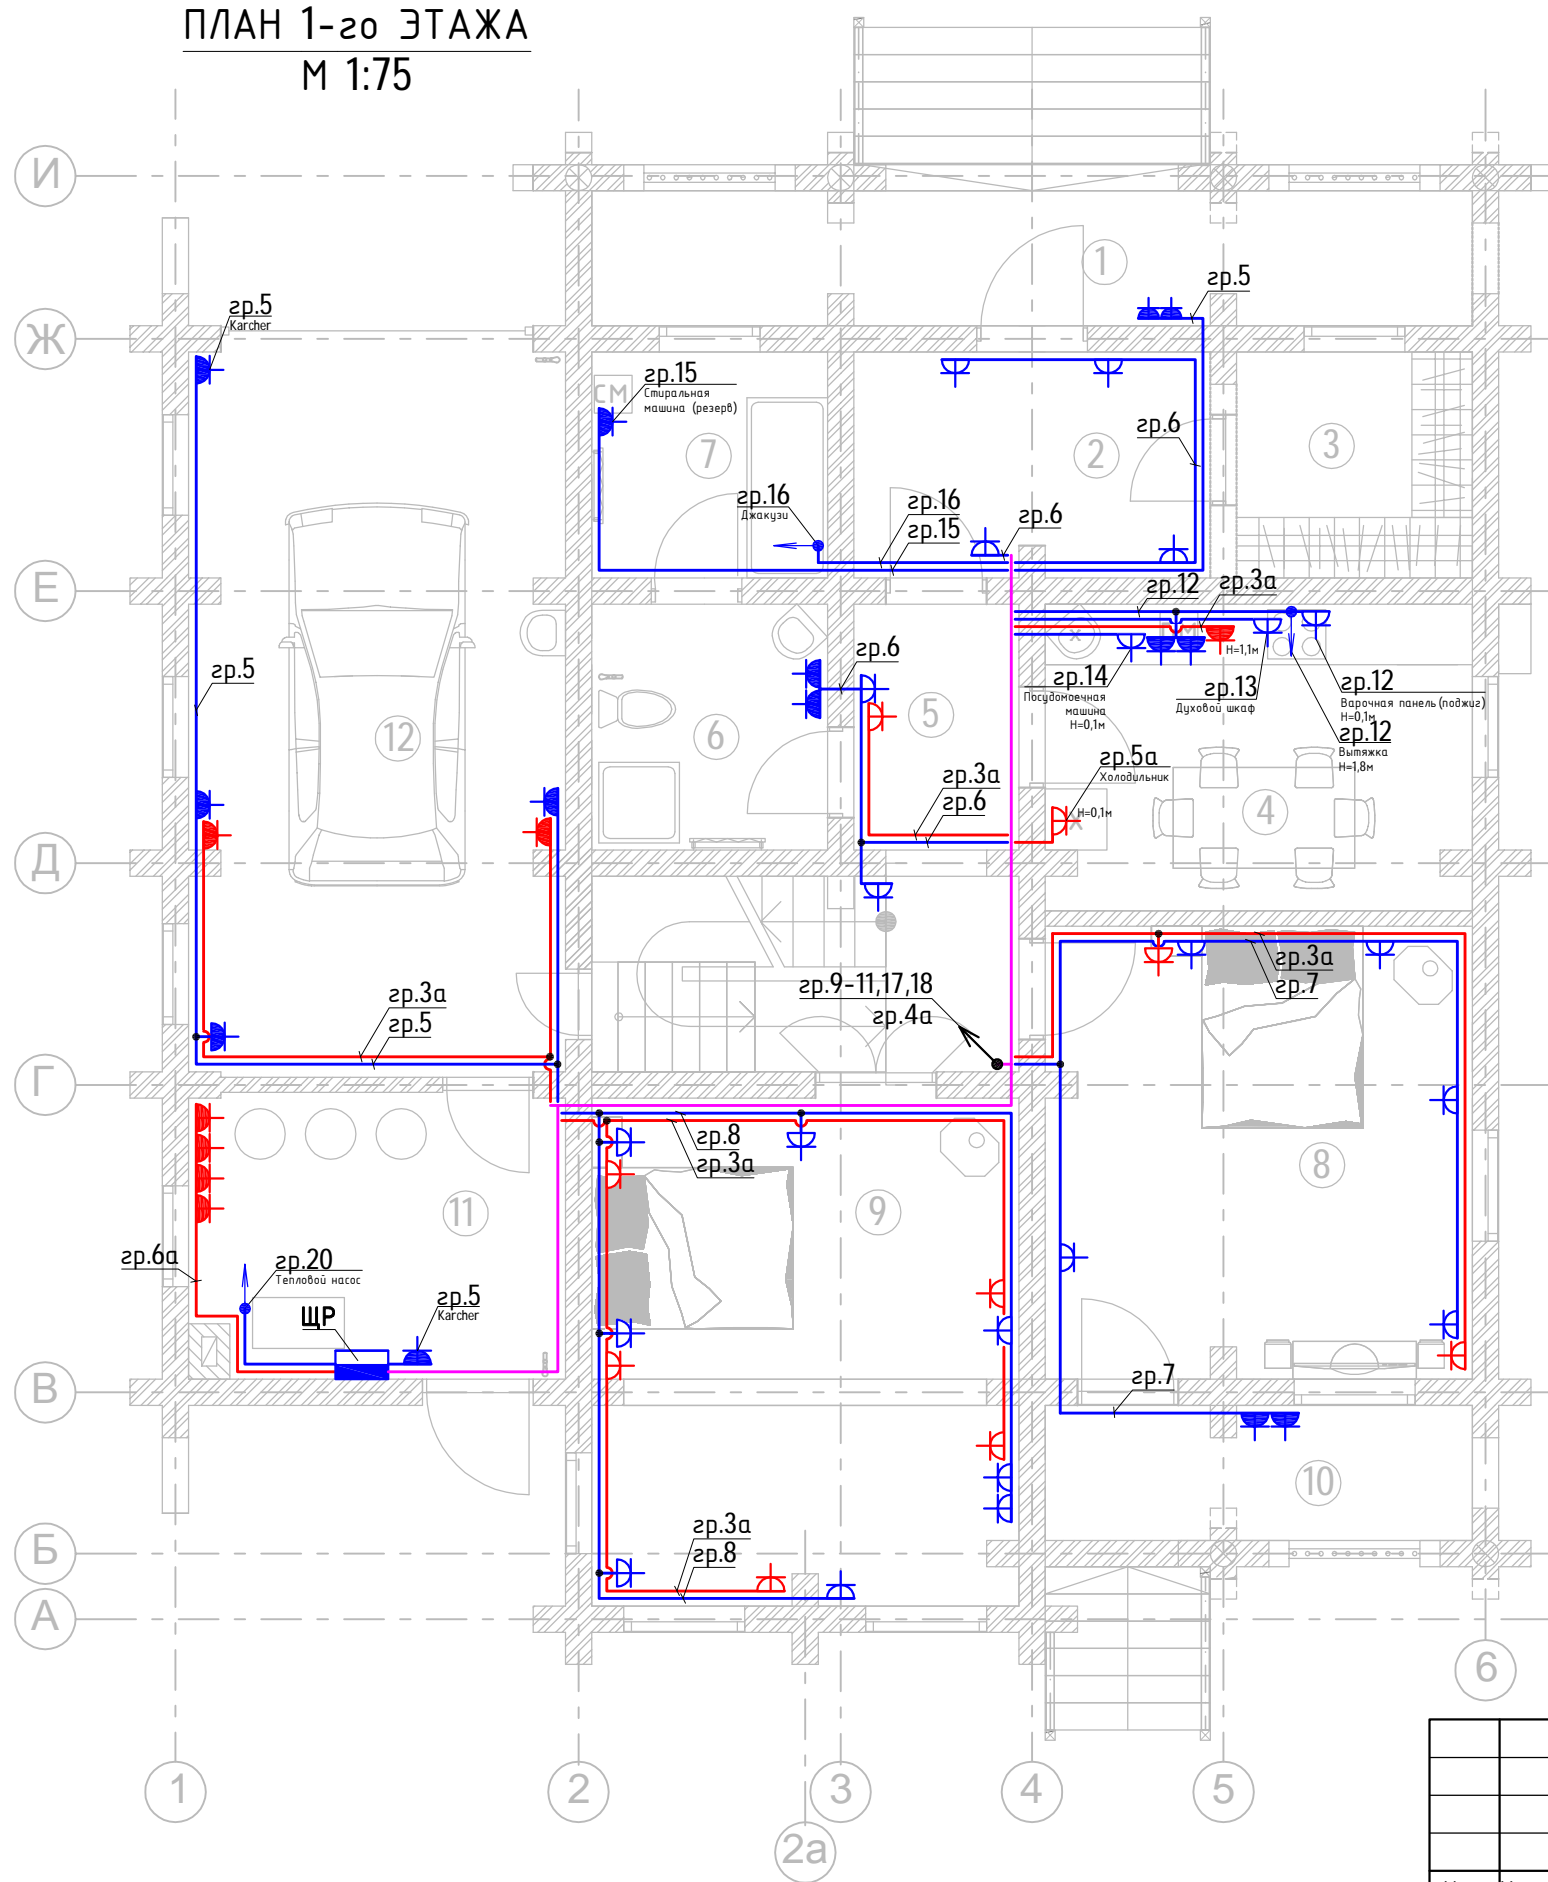 ПЛАН 1-го ЭТАЖА
М 1:75
И
1
гр.5
гр.5
Karcher
Ж
гр.15
Стиральная
машина (резерв)
СМ
гр.6
7
2
3
гр.16
Джакузи
гр.16
гр.15
гр.6
Е
гр.12
гр.3а
Х
М
H=1,1м
гр.6
гр.5
гр.14
Посудомоечная
машина
H=0,1м
гр.13
Духовой шкаф
гр.12
Варочная панель (поджиг)
H=0,1м
гр.12
Вытяжка
H=1,8м
12
6
5
гр.5а
Холодильник
гр.3а
гр.6
H=0,1м
Х
4
Д
гр.3а
гр.7
гр.9-11,17,18
гр.4а
гр.3а
гр.5
Г
гр.8
гр.3а
8
11
9
гр.6а
гр.20
Тепловой насос
гр.5
Karcher
ЩР
В
гр.7
10
гр.3а
гр.8
Б
А
6
1
2
3
4
5
2а